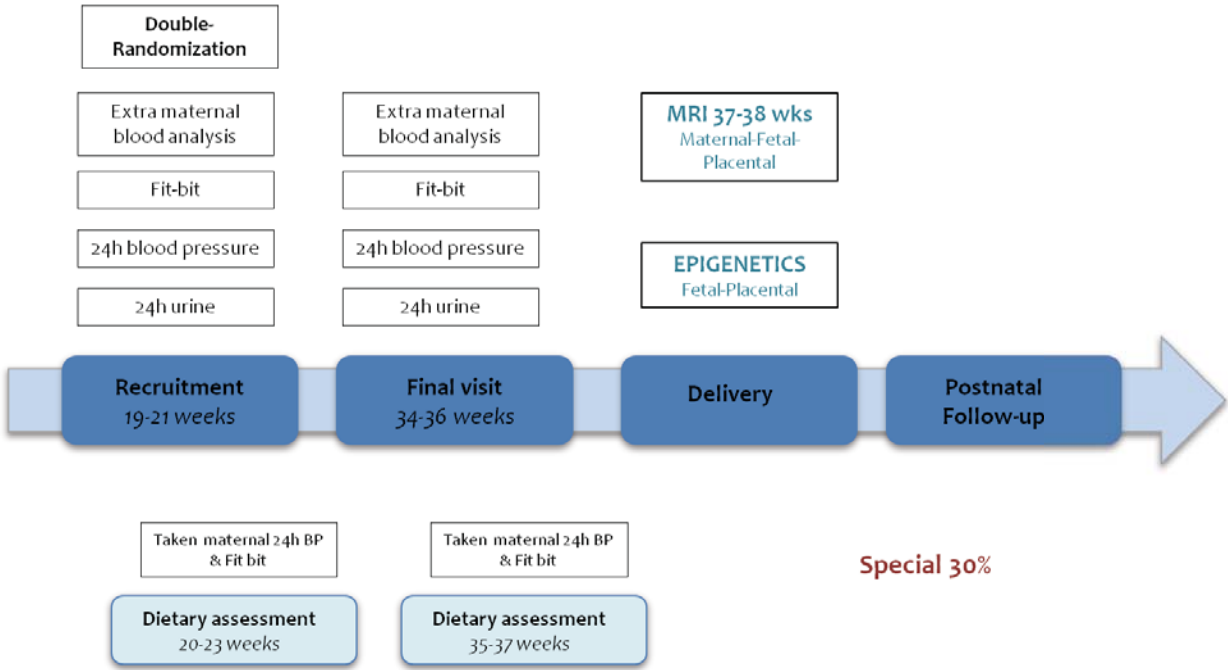 Double-
Randomization
Extra maternal
blood analysis
Fit-bit
24h blood pressure
24h urine
Extra maternal
blood analysis
Fit-bit
24h blood pressure
24h urine
MRI 37-38 wks
Maternal-Fetal-
Placental
EPIGENETICS
Fetal-Placental
Recruitment
19-21 weeks
Final visit
34-36 weeks
Delivery
Postnatal
Follow-up
Taken maternal 24h BP
& Fit bit
Dietary assessment
20-23 weeks
Taken maternal 24h BP
& Fit bit
Dietary assessment
35-37 weeks
Special 30%